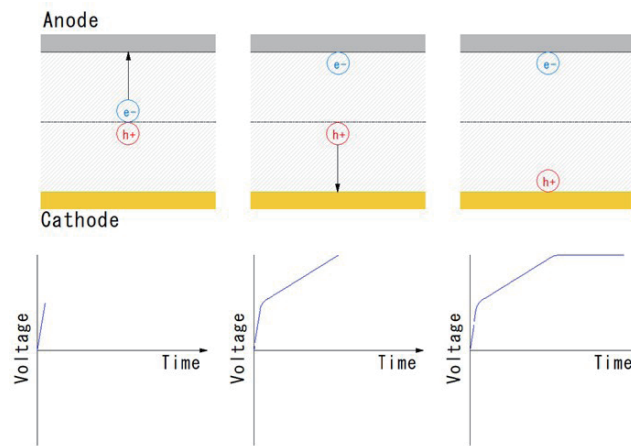 Anode
e-
h+
e-
h+
e-
h+
Cathode
Voltage
Time
Voltage
Time
Voltage
Time